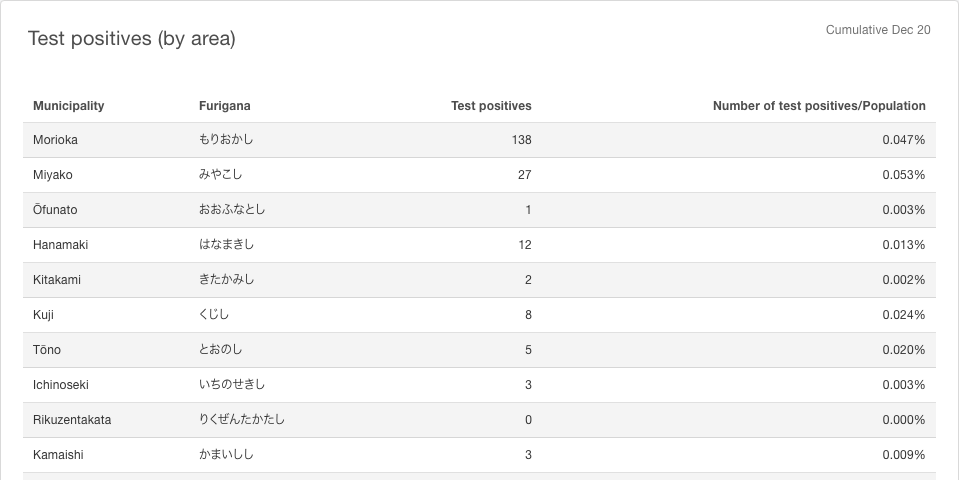 Test positives (by area)
Cumulative Dec 20
Municipality Furigana Test positives Number of test positives/Population
Morioka もりおかし 138 0.047%
Miyako みやこし 27 0.053%
Ōfunato おおふなとし 1 0.003%
Hanamaki はなまきし 12 0.013%
Kitakami きたかみし 2 0.002%
Kuji くじし 8 0.024%
Tōno とおのし 5 0.020%
Ichinoseki いちのせきし 3 0.003%
Rikuzentakata りくぜんたかたし 0 0.000%
Kamaishi かまいしし 3 0.009%